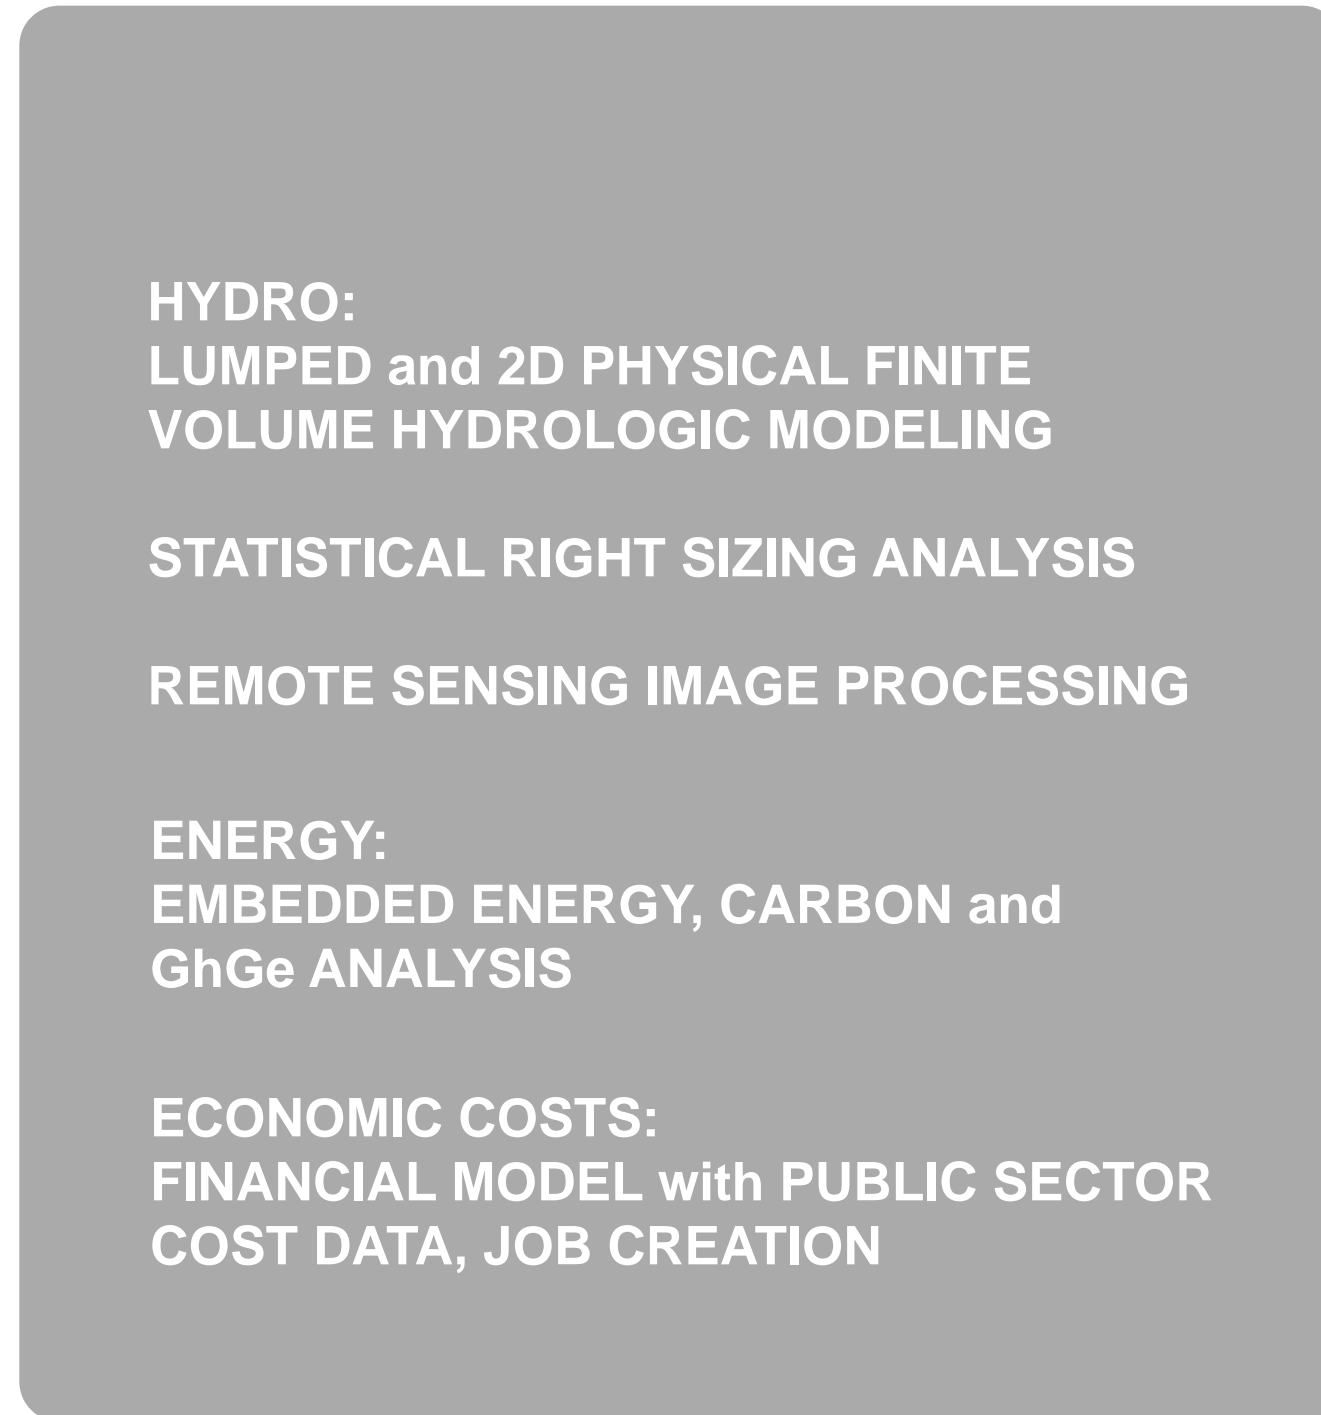 HYDRO:
LUMPED and 2D PHYSICAL FINITE
VOLUME HYDROLOGIC MODELING
STATISTICAL RIGHT SIZING ANALYSIS
REMOTE SENSING IMAGE PROCESSING
ENERGY:
EMBEDDED ENERGY, CARBON and
GhGe ANALYSIS
ECONOMIC COSTS:
FINANCIAL MODEL with PUBLIC SECTOR
COST DATA, JOB CREATION